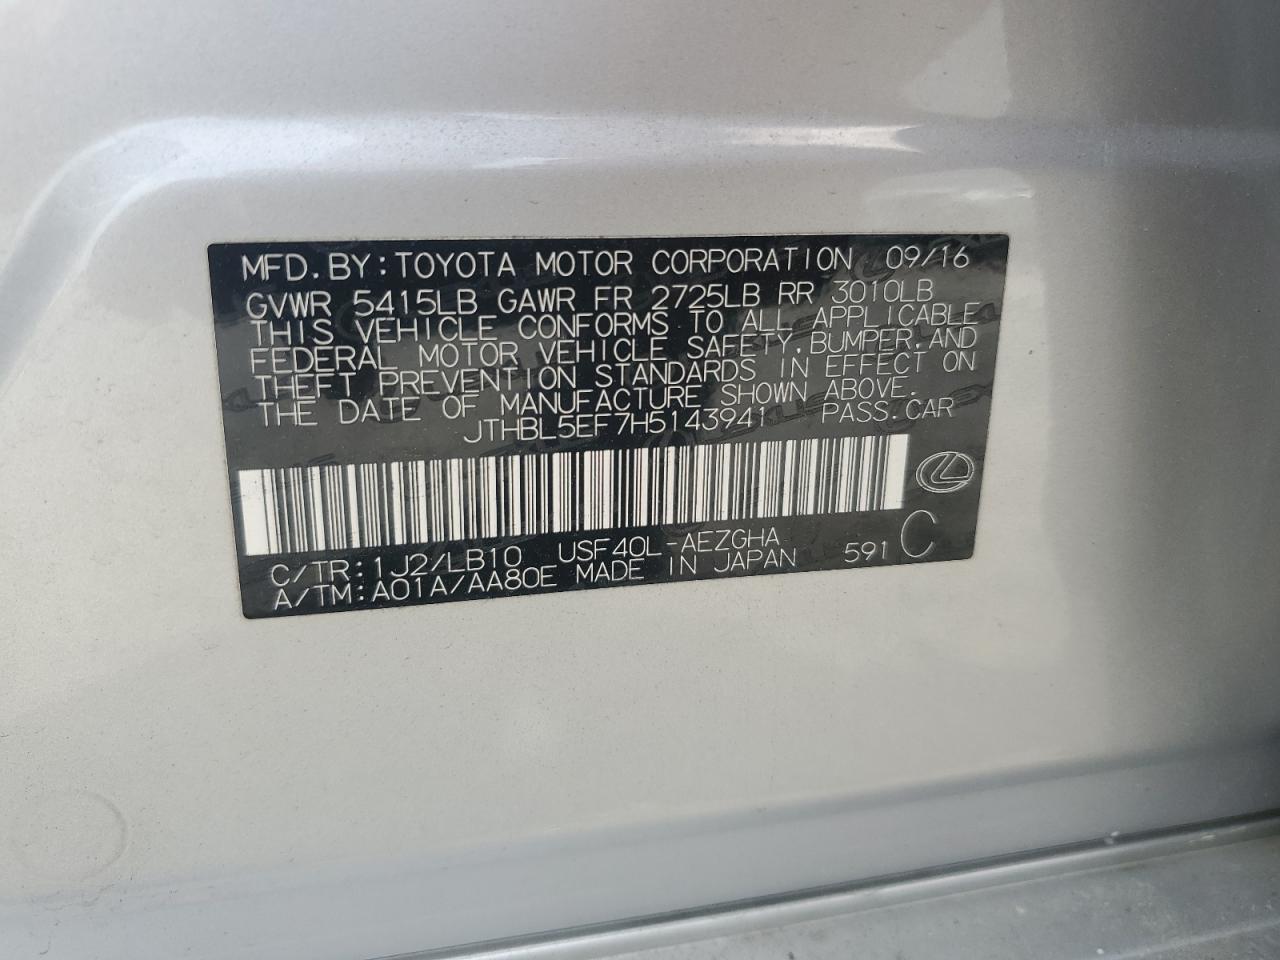 MFD.BY:TOYOTA MOTOR CORPORATION 09/16
GVWR 5415LB GAWR FR 2725LB RR 3010LB
THIS VEHICLE CONFORMS TO ALL APPLICABLE
FEDERAL MOTOR VEHICLE SAFETY,BUMPER,AND
THEFT PREVENTION STANDARDS IN EFFECT ON
THE DATE OF MANUFACTURE SHOWN ABOVE.
JTHBL5EF7H5143941 PASS.CAR
C/TR:1J2/LB10 USF40L-AEZGHA 591 C
A/TM:A01A/AA80E MADE IN JAPAN